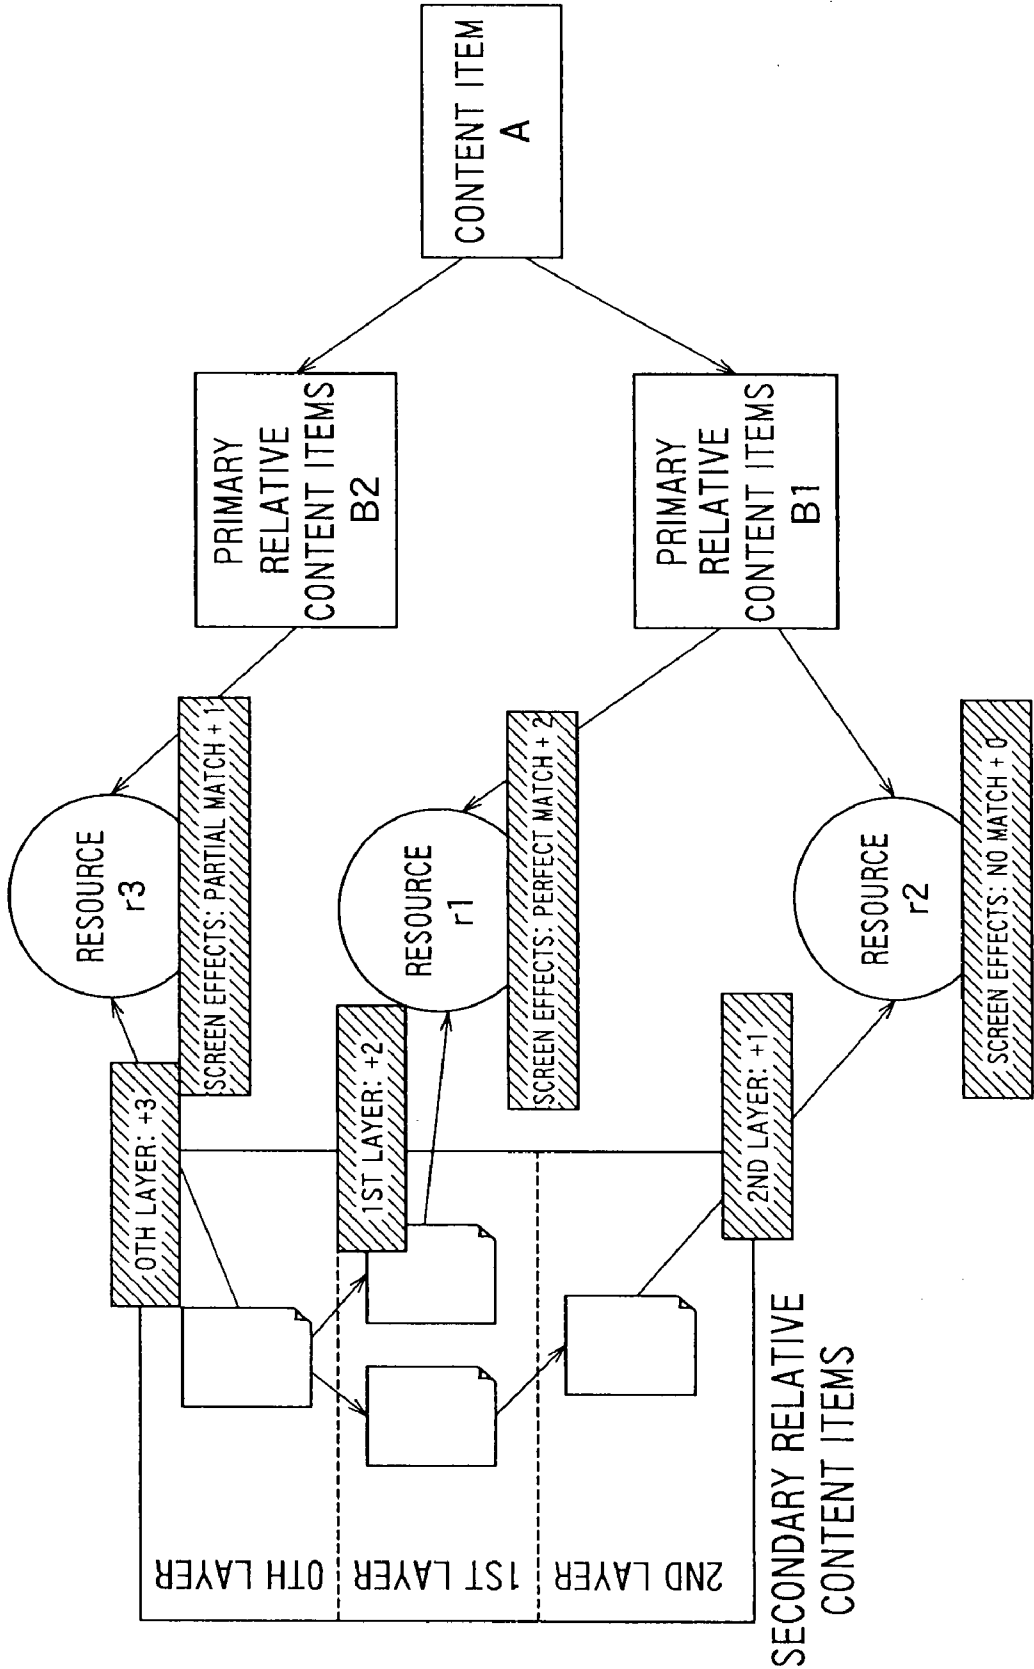 CONTENT ITEM
A
PRIMARY
RELATIVE
CONTENT ITEMS
B2
PRIMARY
RELATIVE
CONTENT ITEMS
B1
RESOURCE
r3
SCREEN EFFECTS: PARTIAL MATCH + 1
RESOURCE
r1
SCREEN EFFECTS: PERFECT MATCH + 2
RESOURCE
r2
SCREEN EFFECTS: NO MATCH + 0
0TH LAYER: +3
1ST LAYER: +2
2ND LAYER: +1
0TH LAYER
1ST LAYER
2ND LAYER
SECONDARY RELATIVE
CONTENT ITEMS